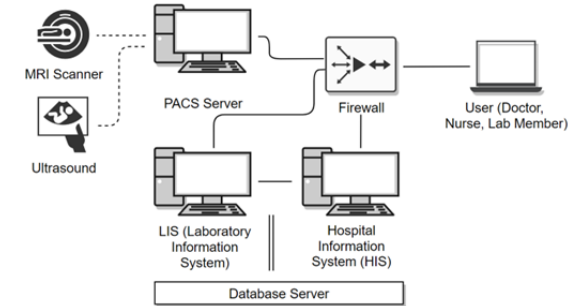 MRI Scanner
PACS Server
Firewall
User (Doctor,
Nurse, Lab Member)
Ultrasound
LIS (Laboratory
Information
System)
Hospital
Information
System (HIS)
Database Server